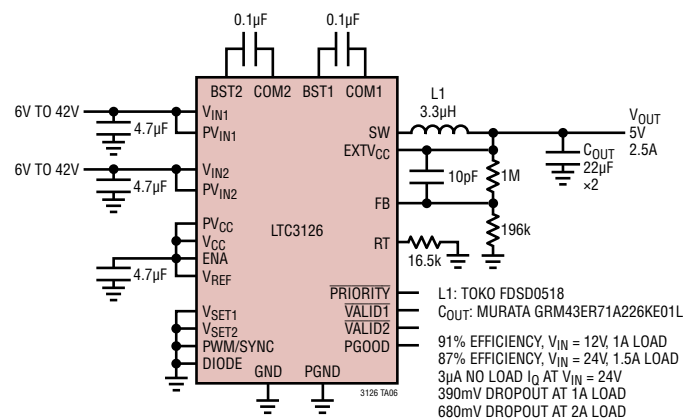 0.1µF
0.1µF
BST2 COM2 BST1 COM1
L1
3.3µH
6V TO 42V
VIN1
4.7µF
PVIN1
6V TO 42V
VIN2
4.7µF
PVIN2
PVCC
VCC
ENA
4.7µF
VREF
VSET1
VSET2
PWM/SYNC
DIODE
GND PGND
LTC3126
SW
EXTVCC
FB
RT
PRIORITY
VALID1
VALID2
PGOOD
10pF
1M
196k
16.5k
VOUT
5V
2.5A
COUT
22µF
×2
L1: TOKO FDSD0518
COUT: MURATA GRM43ER71A226KE01L
91% EFFICIENCY, VIN = 12V, 1A LOAD
87% EFFICIENCY, VIN = 24V, 1.5A LOAD
3µA NO LOAD IQ AT VIN = 24V
390mV DROPOUT AT 1A LOAD
680mV DROPOUT AT 2A LOAD
3126 TA06